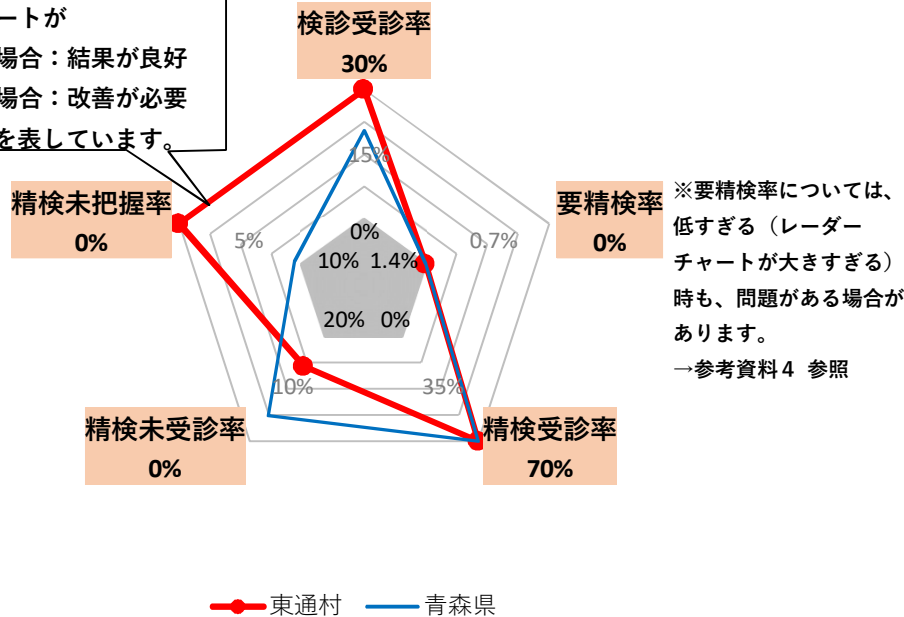 ートが
場合：結果が良好
場合：改善が必要
を表しています。
検診受診率
30%
15%
精検未把握率
0%
5%
要精検率
0%
0.7%
※要精検率については、
低すぎる（レーダー
チャートが大きすぎる）
時も、問題がある場合が
あります。
→参考資料４ 参照
0%
10% 1.4%
20% 0%
10%
35%
精検未受診率
0%
精検受診率
70%
東通村
青森県